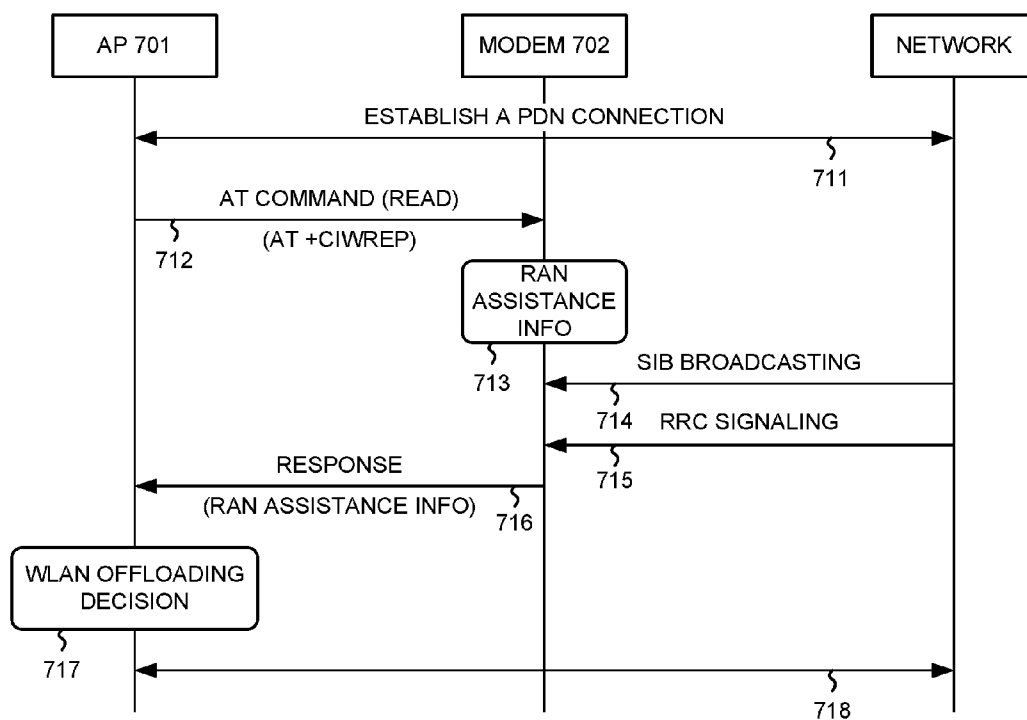 AP 701
MODEM 702
NETWORK
ESTABLISH A PDN CONNECTION
711
AT COMMAND (READ)
(AT +CIWREP)
712
RAN
ASSISTANCE
INFO
713
SIB BROADCASTING
714
RRC SIGNALING
715
RESPONSE
(RAN ASSISTANCE INFO)
716
WLAN OFFLOADING
DECISION
717
718